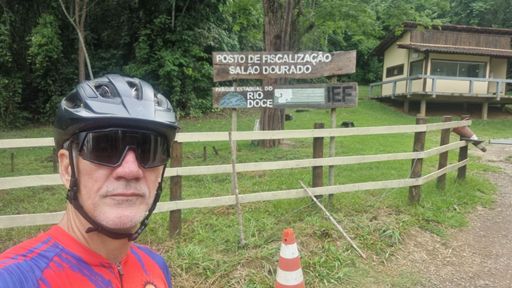 POSTO DE FISCALIZAÇÃO
SALÃO DOURADO
PARQUE ESTADUAL DO
RIO DOCE
IEF